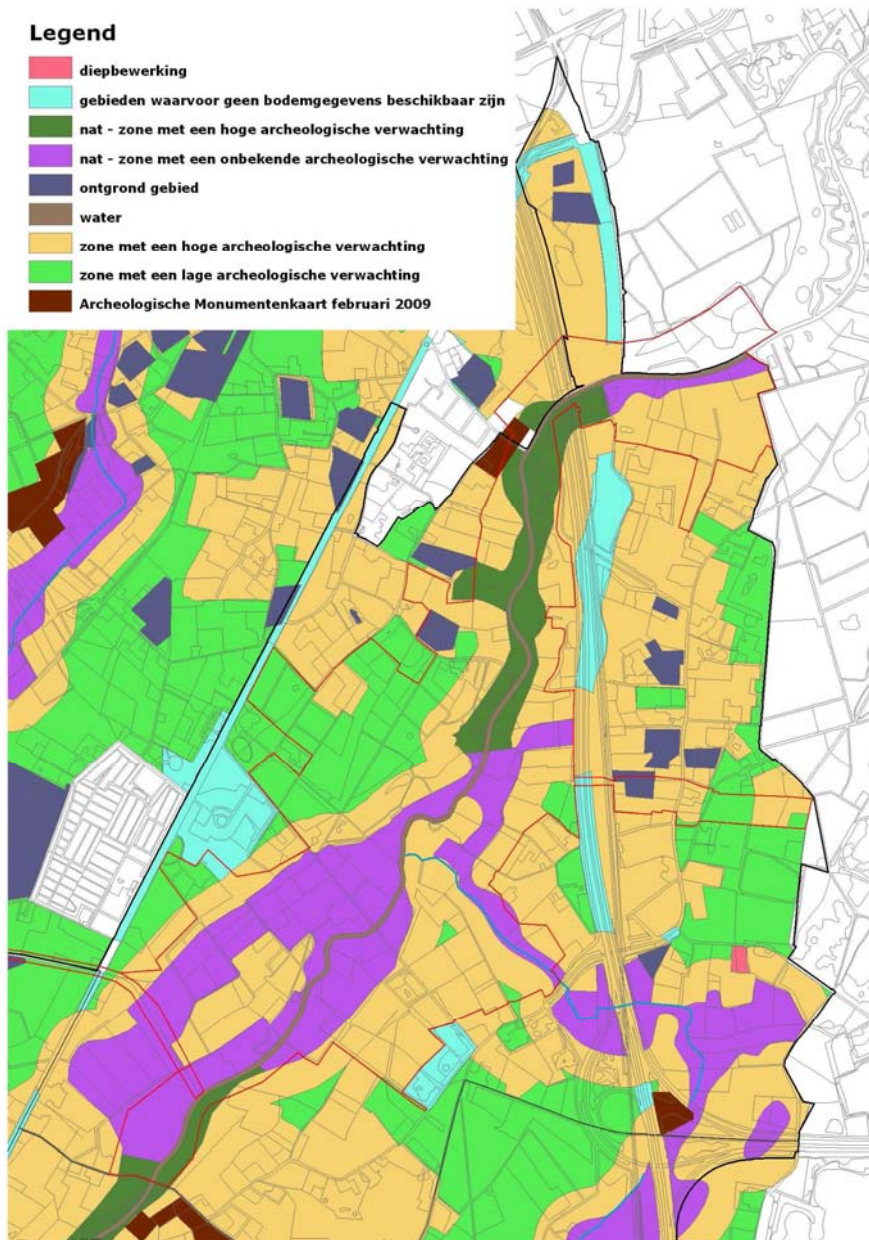 Legend
diepbewerking
gebieden waarvoor geen bodemgegevens beschikbaar zijn
nat - zone met een hoge archeologische verwachting
nat - zone met een onbekende archeologische verwachting
ontgrond gebied
water
zone met een hoge archeologische verwachting
zone met een lage archeologische verwachting
Archeologische Monumentenkaart februari 2009